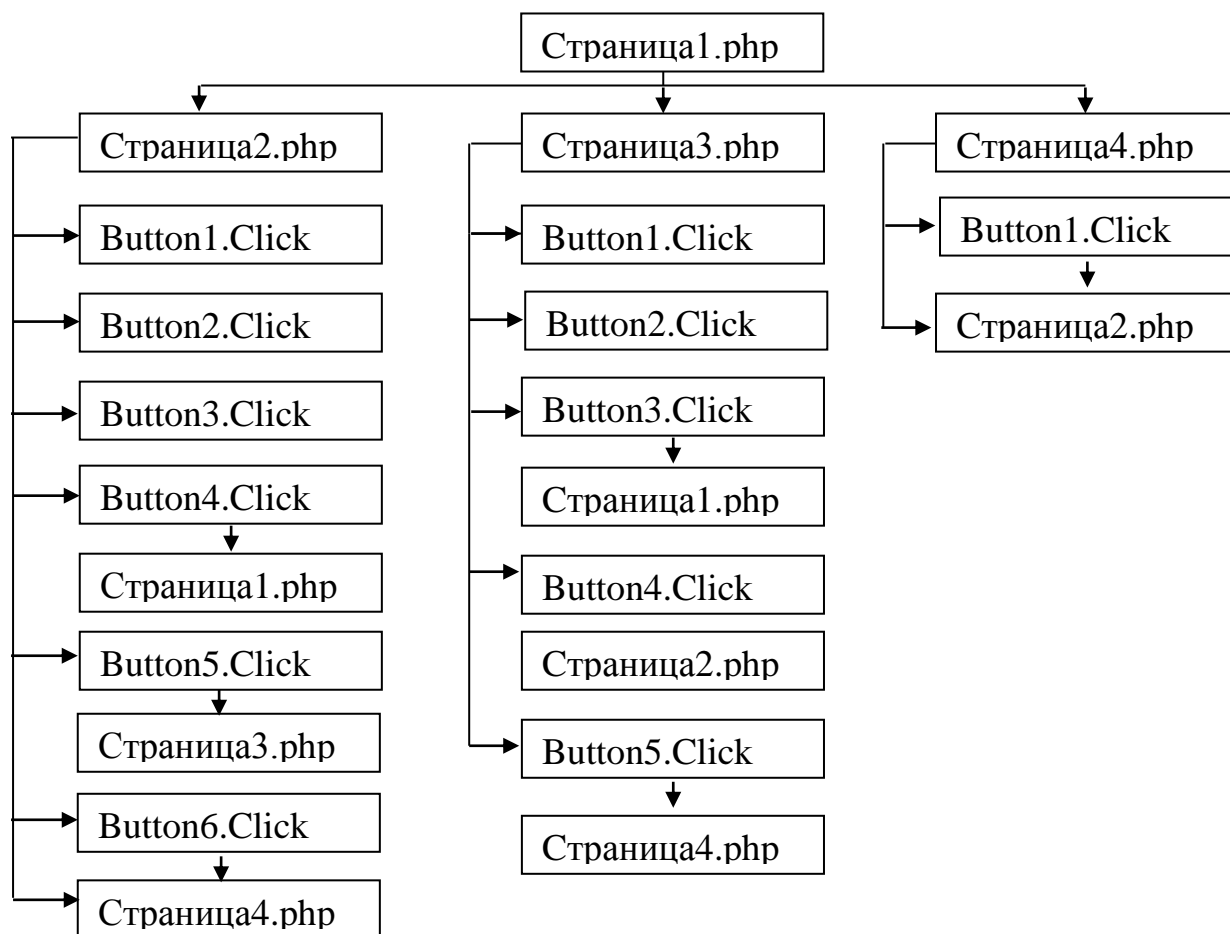 Страница1.php
Страница2.php
Button1.Click
Button2.Click
Button3.Click
Button4.Click
Страница1.php
Button5.Click
Страница3.php
Button6.Click
Страница4.php
Страница3.php
Button1.Click
Button2.Click
Button3.Click
Страница1.php
Button4.Click
Страница2.php
Button5.Click
Страница4.php
Страница4.php
Button1.Click
Страница2.php